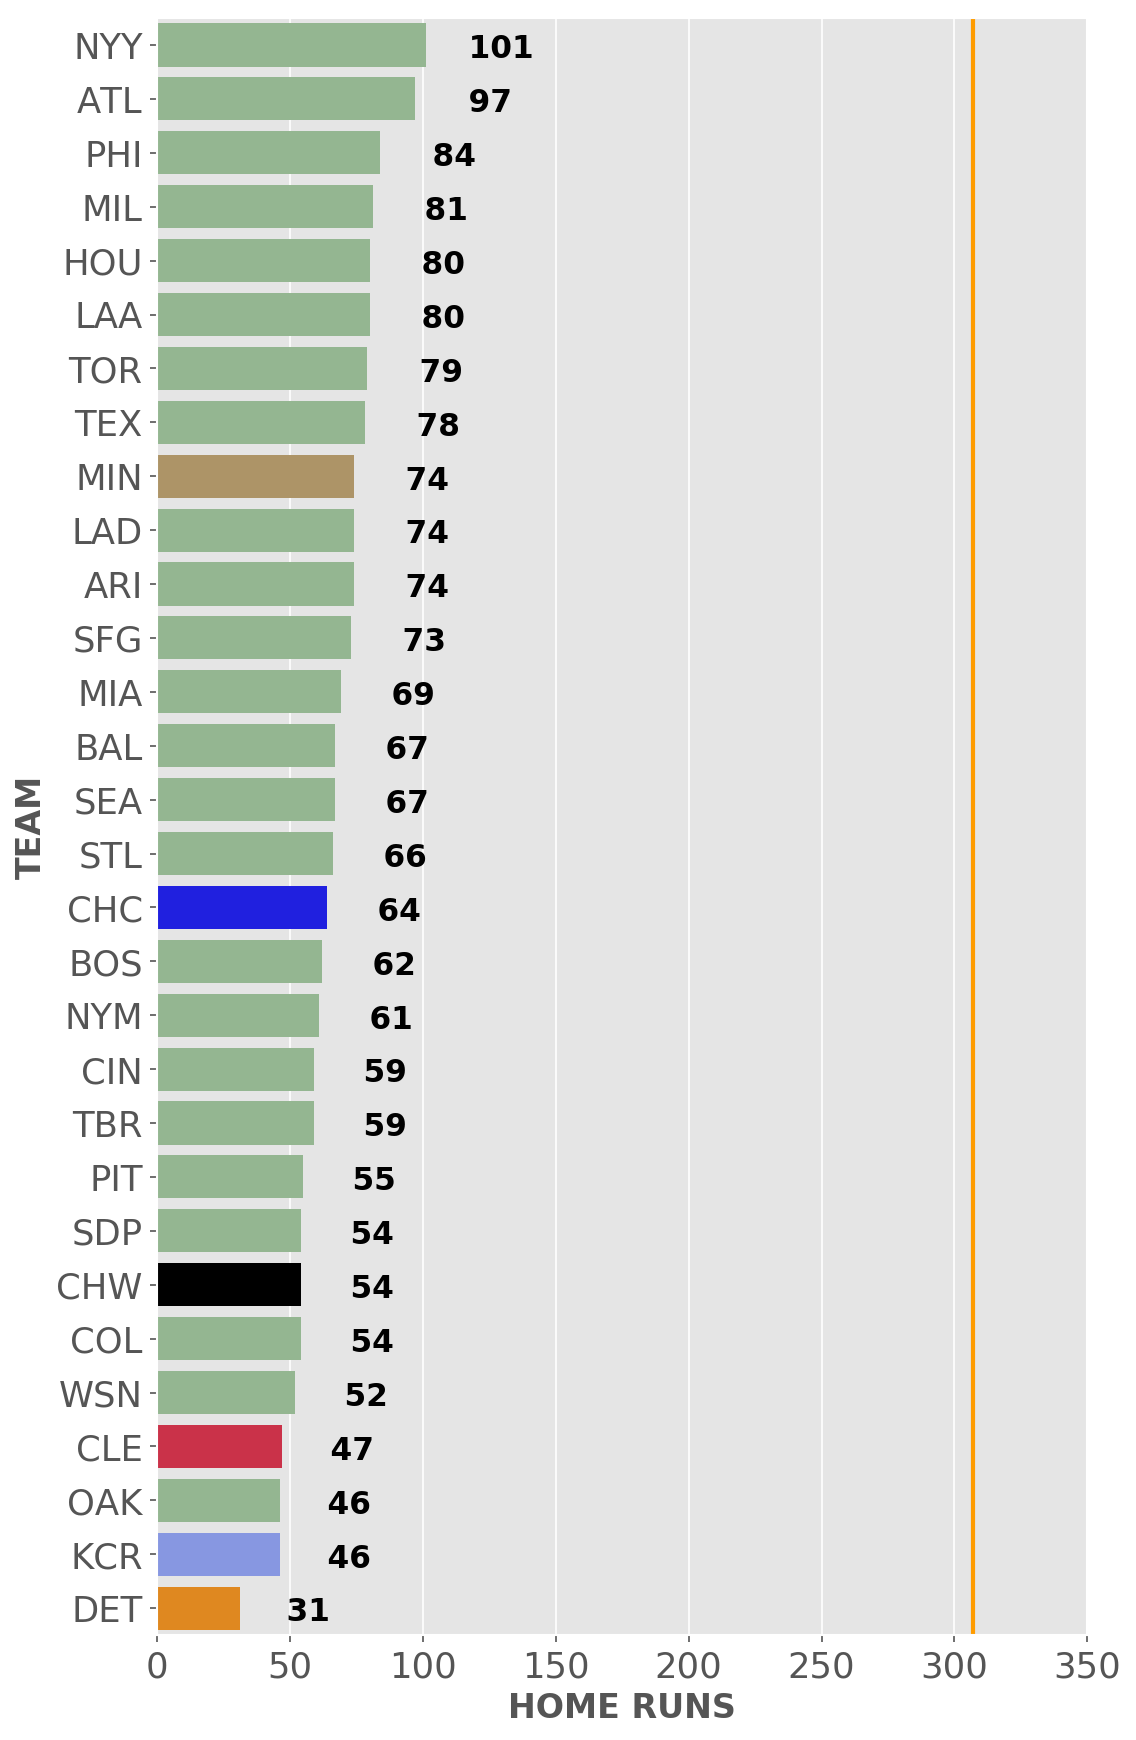 NYY 101
ATL 97
PHI 84
MIL 81
HOU 80
LAA 80
TOR 79
TEX 78
MIN 74
LAD 74
ARI 74
SFG 73
MIA 69
BAL 67
SEA 67
STL 66
CHC 64
BOS 62
NYM 61
CIN 59
TBR 59
PIT 55
SDP 54
CHW 54
COL 54
WSN 52
CLE 47
OAK 46
KCR 46
DET 31
TEAM
0 50 100 150 200 250 300 350
HOME RUNS